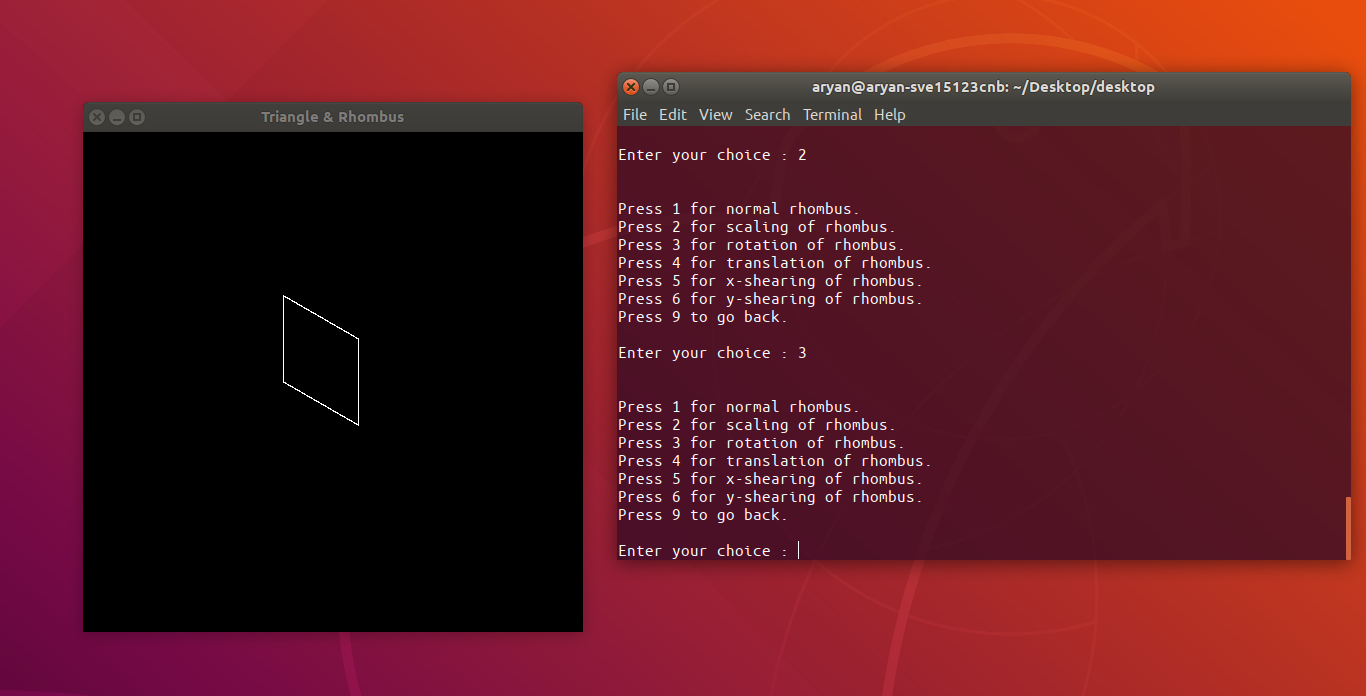 Triangle & Rhombus
aryan@aryan-sve15123cnb: ~/Desktop/desktop
File Edit View Search Terminal Help
Enter your choice : 2
Press 1 for normal rhombus.
Press 2 for scaling of rhombus.
Press 3 for rotation of rhombus.
Press 4 for translation of rhombus.
Press 5 for x-shearing of rhombus.
Press 6 for y-shearing of rhombus.
Press 9 to go back.
Enter your choice : 3
Press 1 for normal rhombus.
Press 2 for scaling of rhombus.
Press 3 for rotation of rhombus.
Press 4 for translation of rhombus.
Press 5 for x-shearing of rhombus.
Press 6 for y-shearing of rhombus.
Press 9 to go back.
Enter your choice :